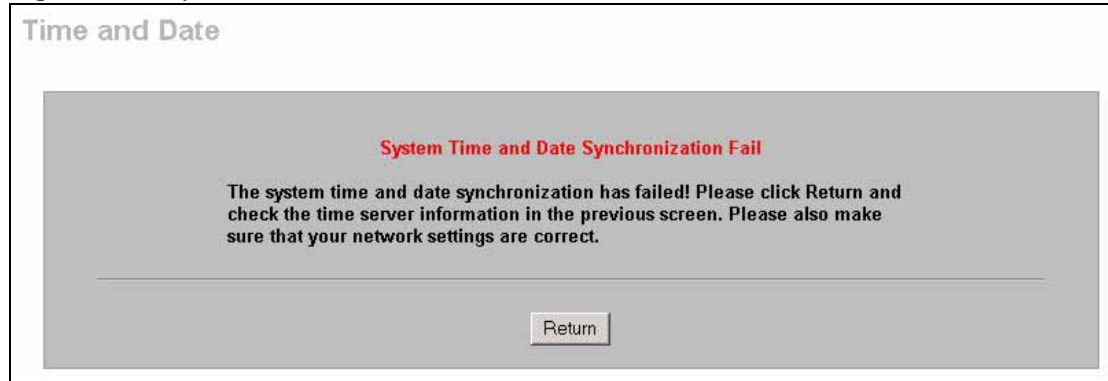 Time and Date
System Time and Date Synchronization Fail
The system time and date synchronization has failed! Please click Return and
check the time server information in the previous screen. Please also make
sure that your network settings are correct.
Return